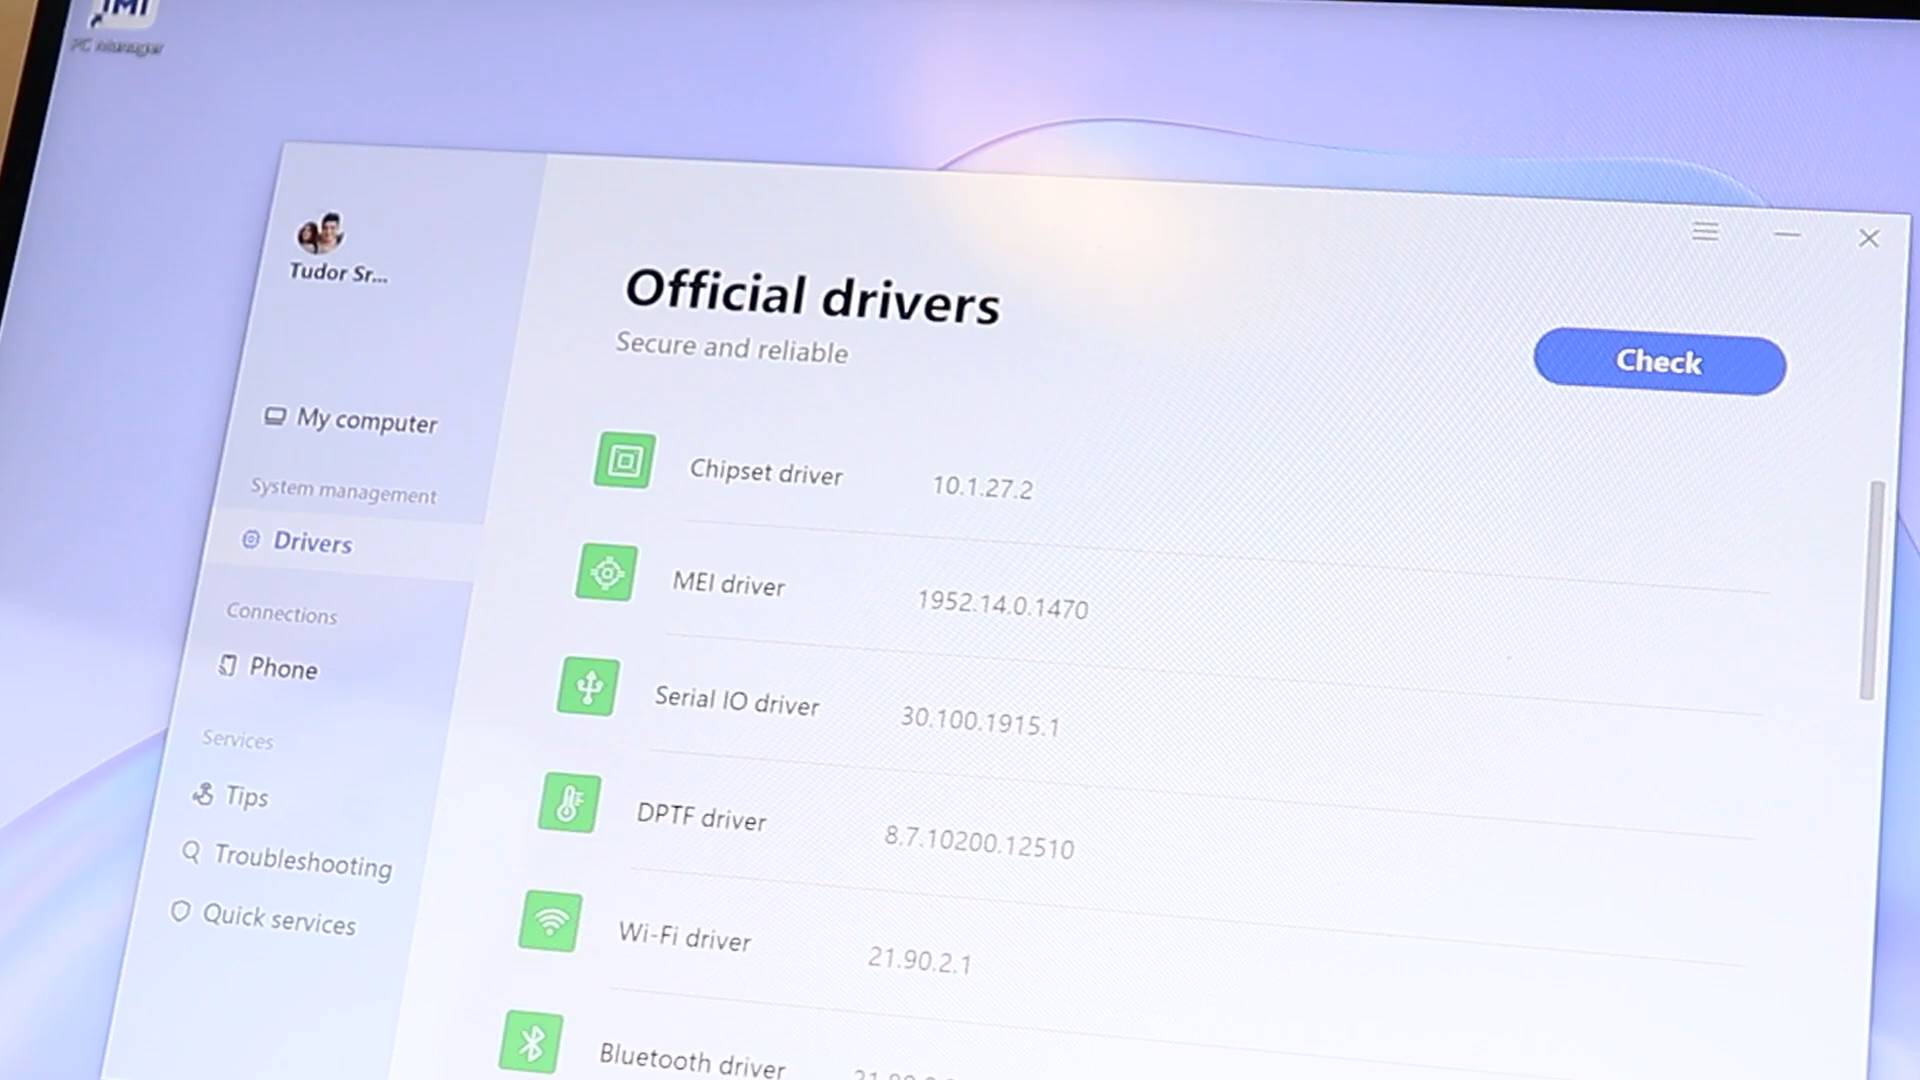 PC Manager
Tudor Sr...
Official drivers
Secure and reliable
Check
My computer
System management
Drivers
Connections
Phone
Services
Tips
Troubleshooting
Quick services
Chipset driver 10.1.27.2
MEI driver 1952.14.0.1470
Serial IO driver 30.100.1915.1
DPTF driver 8.7.10200.12510
Wi-Fi driver 21.90.2.1
Bluetooth driver